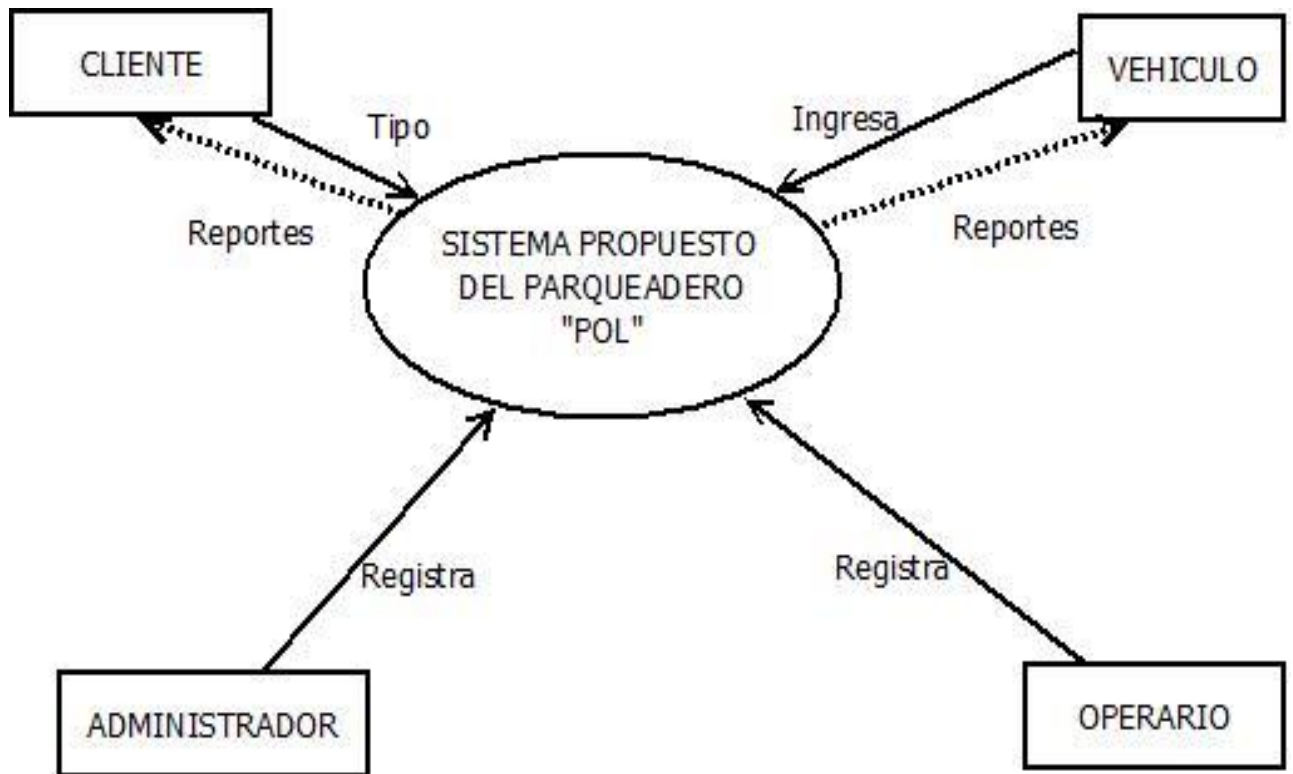 CLIENTE
VEHICULO
Tipo
Ingresa
Reportes
Reportes
SISTEMA PROPUESTO
DEL PARQUEADERO
"POL"
Registra
Registra
ADMINISTRADOR
OPERARIO